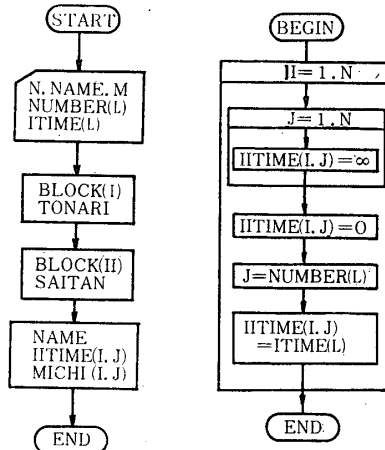 START
N. NAME. M
NUMBER(L)
ITIME(L)
BLOCK(I)
TONARI
BLOCK(II)
SAITAN
NAME
IITIME(I. J)
MICHI(I. J)
END
BEGIN
II=1. N
J=1. N
IITIME(I. J)=∞
IITIME(I. J)=O
J=NUMBER(L)
IITIME(I. J)
=ITIME(L)
END